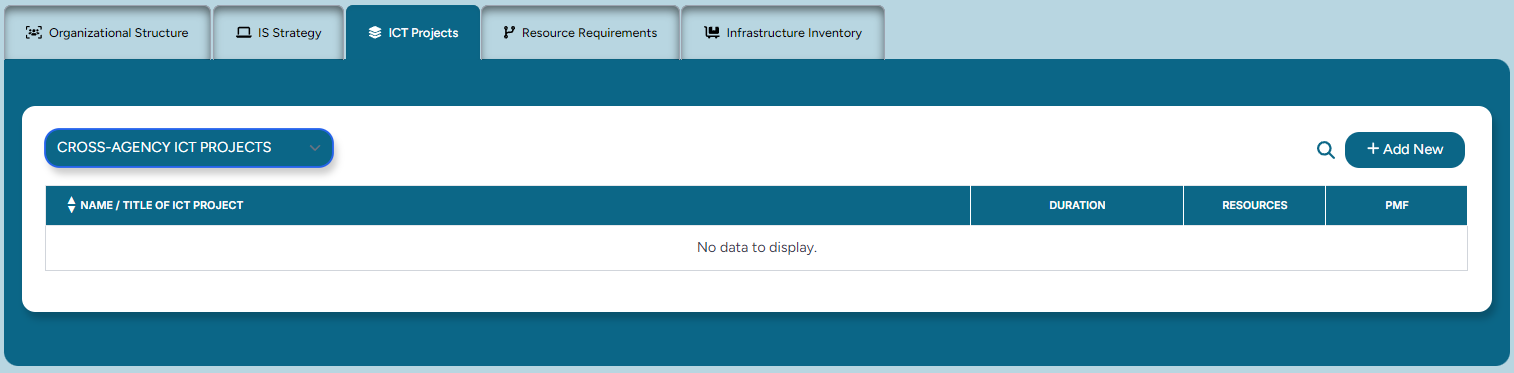 Organizational Structure
IS Strategy
ICT Projects
Resource Requirements
Infrastructure Inventory
CROSS-AGENCY ICT PROJECTS
+ Add New
NAME / TITLE OF ICT PROJECT
DURATION
RESOURCES
PMF
No data to display.